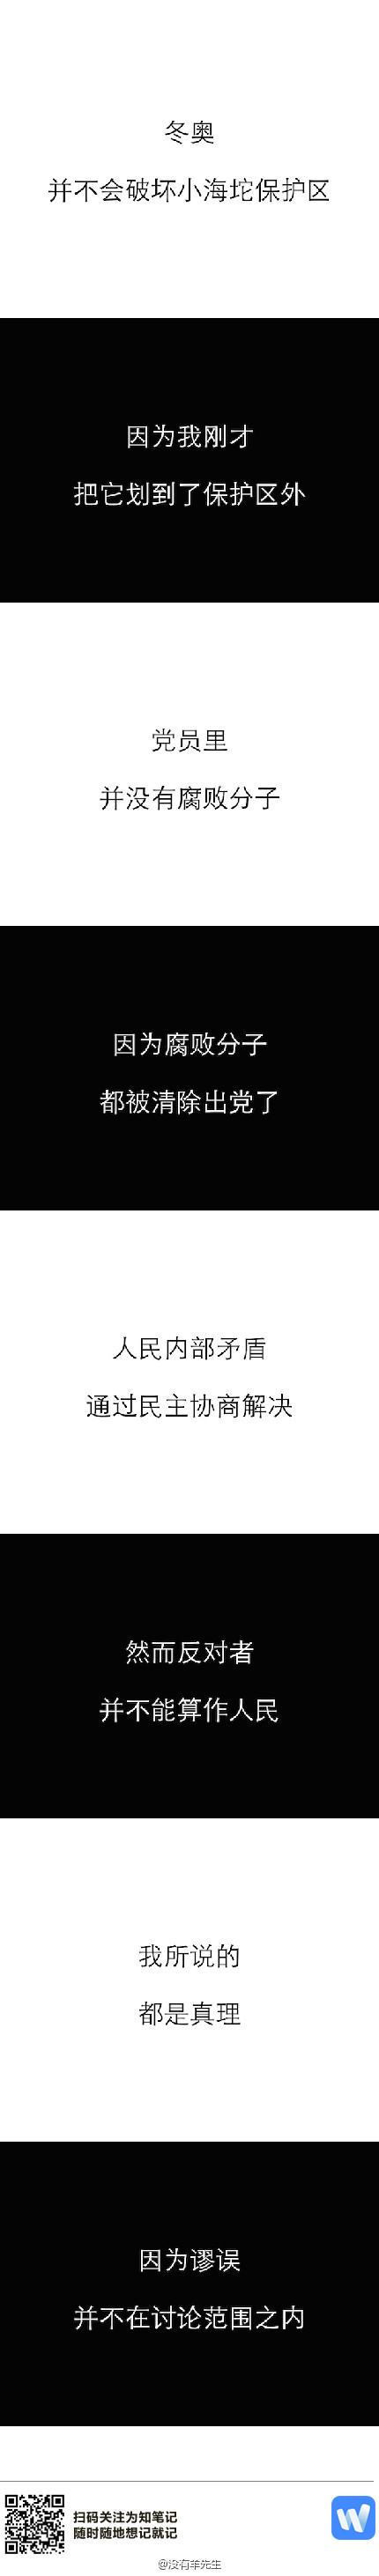 冬奥
并不会破坏小海坨保护区
因为我刚才
把它划到了保护区外
党员里
并没有腐败分子
因为腐败分子
都被清除出党了
人民内部矛盾
通过民主协商解决
然而反对者
并不能算作人民
我所说的
都是真理
因为谬误
并不在讨论范围之内
扫码关注为知笔记
随时随地想记就记
@没有羊先生